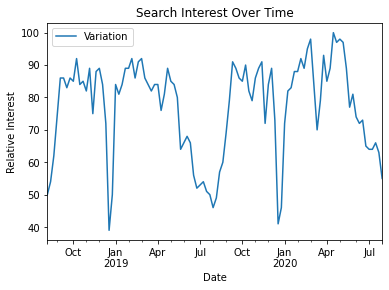 Search Interest Over Time
Variation
Relative Interest
100
90
80
70
60
50
40
Oct Jan Apr Jul Oct Jan Apr Jul
2019 2020
Date